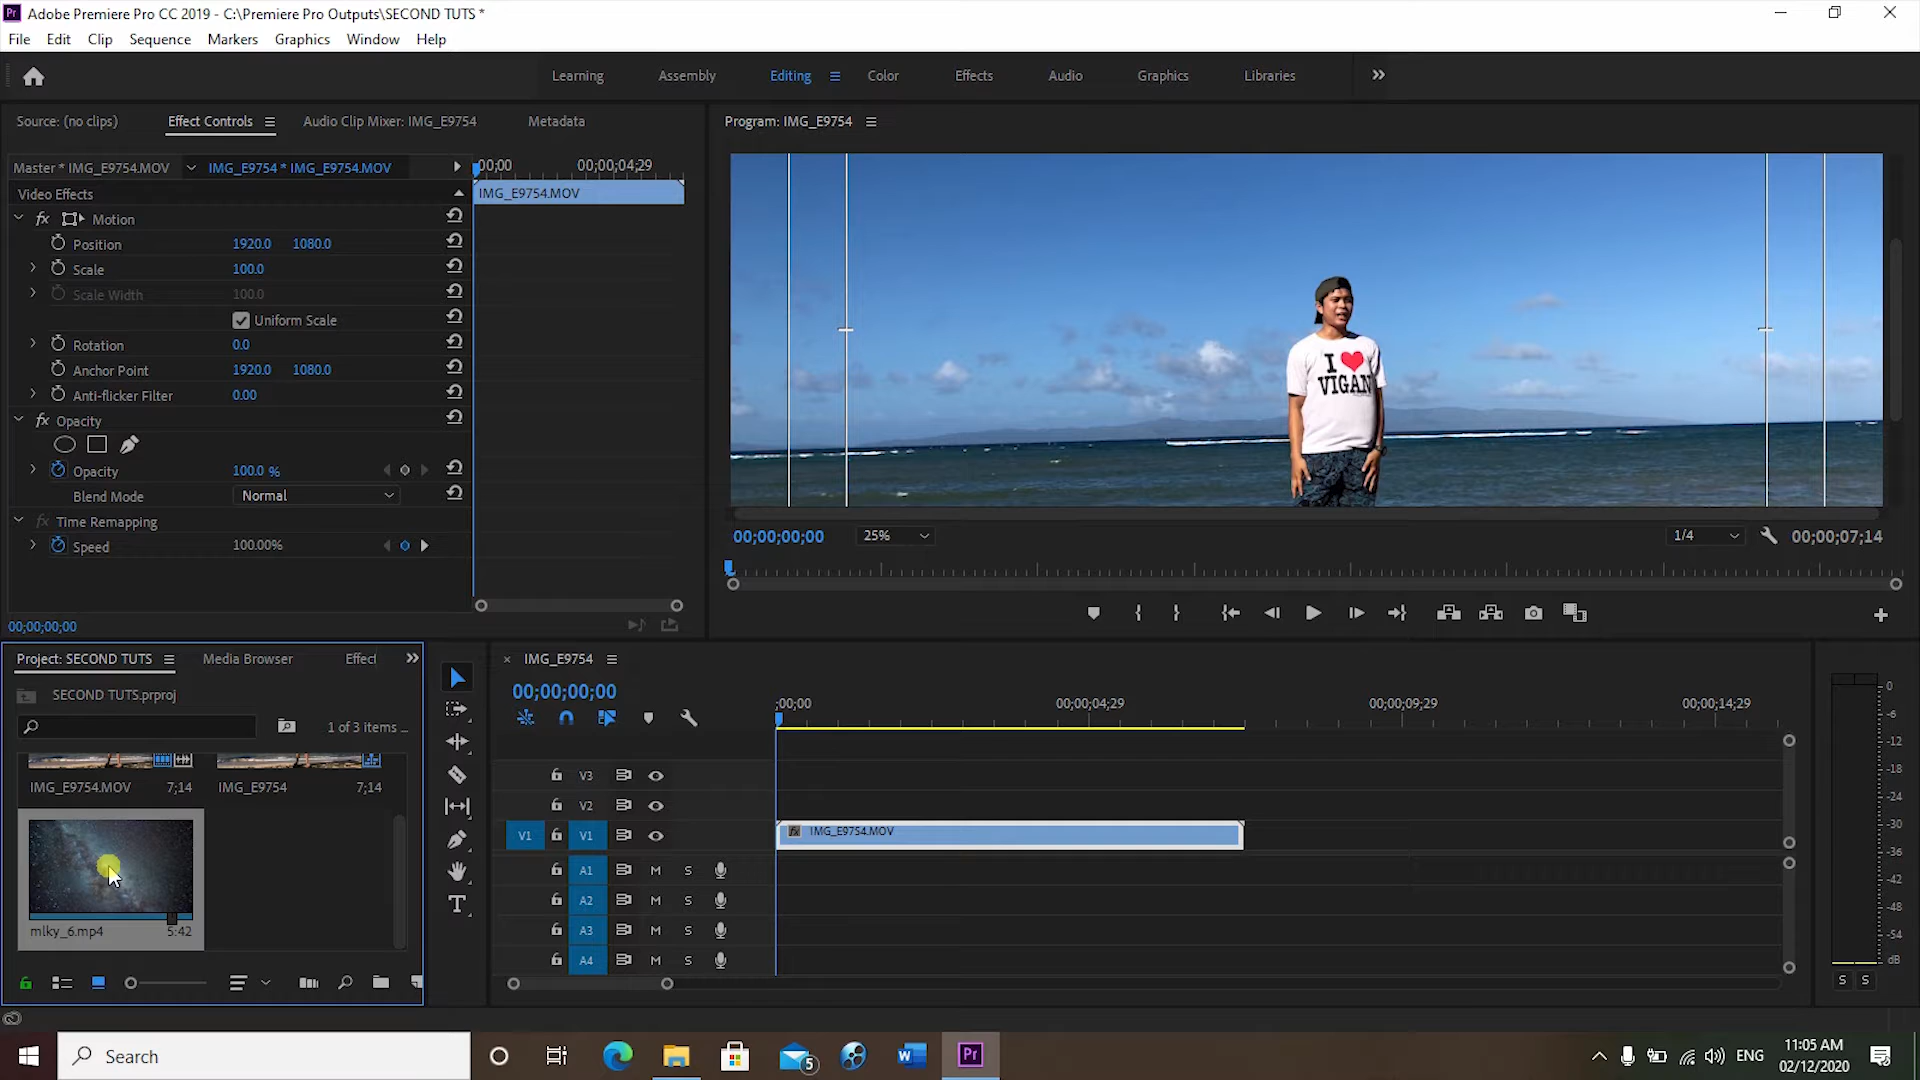 Pr Adobe Premiere Pro CC 2019 - C:\Premiere Pro Outputs\SECOND TUTS *
File Edit Clip Sequence Markers Graphics Window Help
Learning Assembly Editing Color Effects Audio Graphics Libraries
Source: (no clips) Effect Controls Audio Clip Mixer: IMG_E9754 Metadata
Program: IMG_E9754
Master * IMG_E9754.MOV IMG_E9754 * IMG_E9754.MOV
;00;00 00;00;04;29
Video Effects
IMG_E9754.MOV
fx Motion
Position 1920.0 1080.0
Scale 100.0
Scale Width 100.0
Uniform Scale
Rotation 0.0
Anchor Point 1920.0 1080.0
Anti-flicker Filter 0.00
fx Opacity
Opacity 100.0 %
Blend Mode Normal
fx Time Remapping
Speed 100.00%
00;00;00;00
I
VIGAN
00;00;00;00 25% 1/4 00;00;07;14
Project: SECOND TUTS Media Browser Effect
SECOND TUTS.prproj
1 of 3 items ...
IMG_E9754.MOV 7;14 IMG_E9754 7;14
mlky_6.mp4 5:42
IMG_E9754
00;00;00;00
;00;00 00;00;04;29 00;00;09;29 00;00;14;29
V3
V2
V1 V1 fx IMG_E9754.MOV
A1 M S
A2 M S
A3 M S
A4 M S
0
-6
-12
-18
-24
-30
-36
-42
-48
-54
dB
S S
Search
5
W
Pr
ENG
11:05 AM
02/12/2020